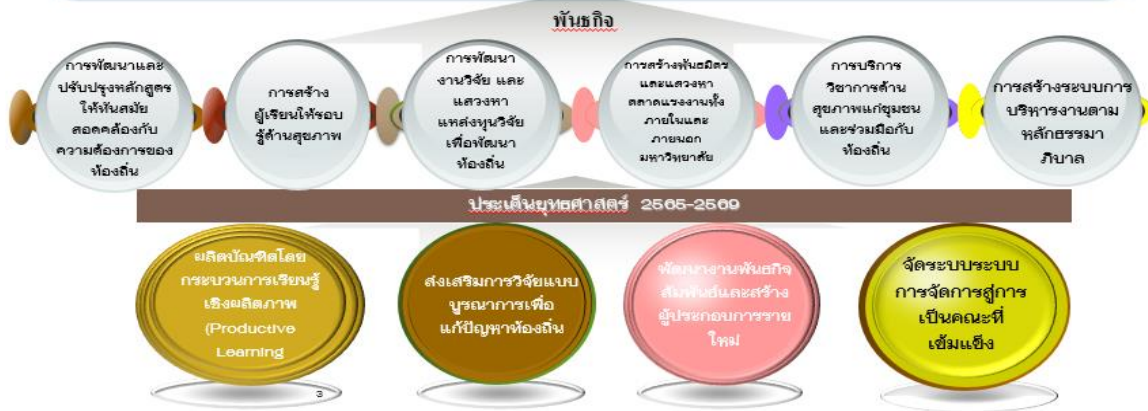 พันธกิจ
การพัฒนาและ
ปรับปรุงหลักสูตร
ให้ทันสมัย
สอดคล้องกับ
ความต้องการของ
ท้องถิ่น
การสร้าง
ผู้เรียนให้รอบ
รู้ด้านสุขภาพ
การพัฒนา
งานวิจัย และ
แสวงหา
แหล่งทุนวิจัย
เพื่อพัฒนา
ท้องถิ่น
การสร้างพันธมิตร
และแสวงหา
ตลาดแรงงานทั้ง
ภายในและ
ภายนอก
มหาวิทยาลัย
การบริการ
วิชาการด้าน
สุขภาพแก่ชุมชน
และร่วมมือกับ
ท้องถิ่น
การสร้างระบบการ
บริหารงานตาม
หลักธรรมา
ภิบาล
ประเด็นยุทธศาสตร์ 2565-2569
ผลิตบัณฑิตโดย
กระบวนการเรียนรู้
เชิงผลิตภาพ
(Productive
Learning
ส่งเสริมการวิจัยแบบ
บูรณาการเพื่อ
แก้ปัญหาท้องถิ่น
พัฒนางานพันธกิจ
สัมพันธ์และสร้าง
ผู้ประกอบการราย
ใหม่
จัดระบบระบบ
การจัดการสู่การ
เป็นคณะที่
เข้มแข็ง
3